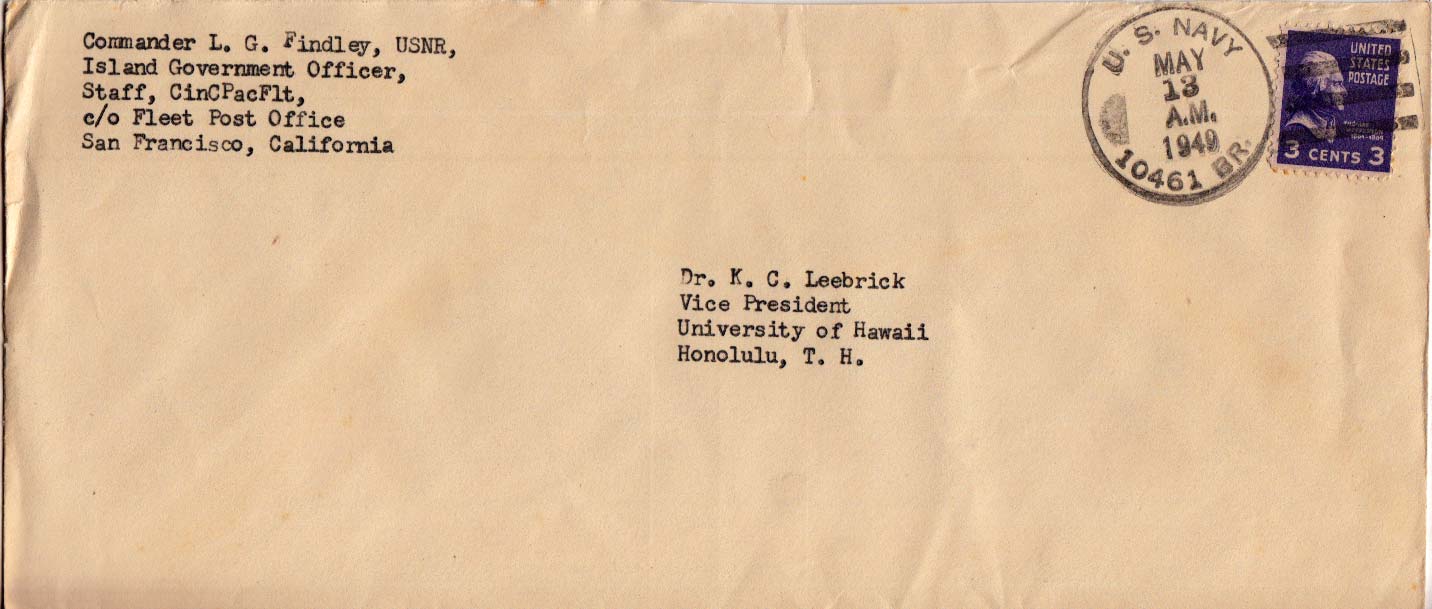 Commander L. G. Findley, USNR,
Island Government Officer,
Staff, CinCPacFlt,
c/o Fleet Post Office
San Francisco, California
U. S. NAVY
MAY
13
A.M.
1949
10461 BR.
UNITED
STATES
POSTAGE
3 CENTS 3
Dr. K. C. Leebrick
Vice President
University of Hawaii
Honolulu, T. H.